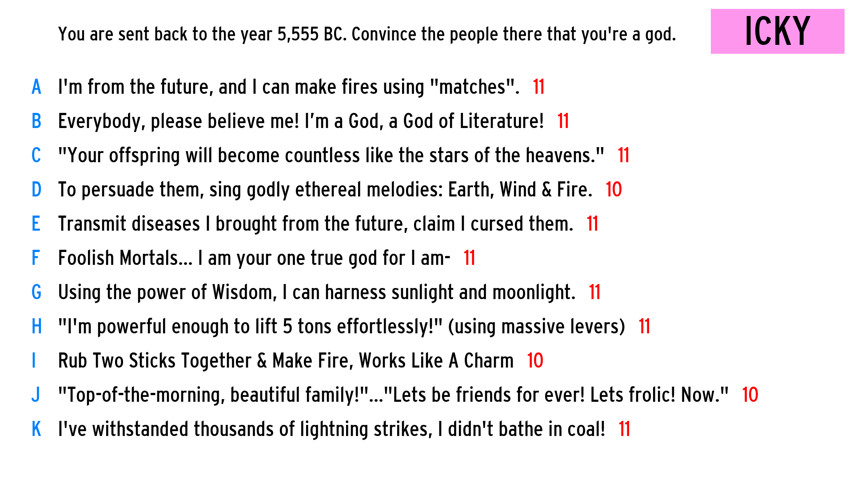 You are sent back to the year 5,555 BC. Convince the people there that you're a god.
ICKY
A I'm from the future, and I can make fires using "matches". 11
B Everybody, please believe me! I’m a God, a God of Literature! 11
C "Your offspring will become countless like the stars of the heavens." 11
D To persuade them, sing godly ethereal melodies: Earth, Wind & Fire. 10
E Transmit diseases I brought from the future, claim I cursed them. 11
F Foolish Mortals... I am your one true god for I am- 11
G Using the power of Wisdom, I can harness sunlight and moonlight. 11
H "I'm powerful enough to lift 5 tons effortlessly!" (using massive levers) 11
I Rub Two Sticks Together & Make Fire, Works Like A Charm 10
J "Top-of-the-morning, beautiful family!"..."Lets be friends for ever! Lets frolic! Now." 10
K I've withstanded thousands of lightning strikes, I didn't bathe in coal! 11